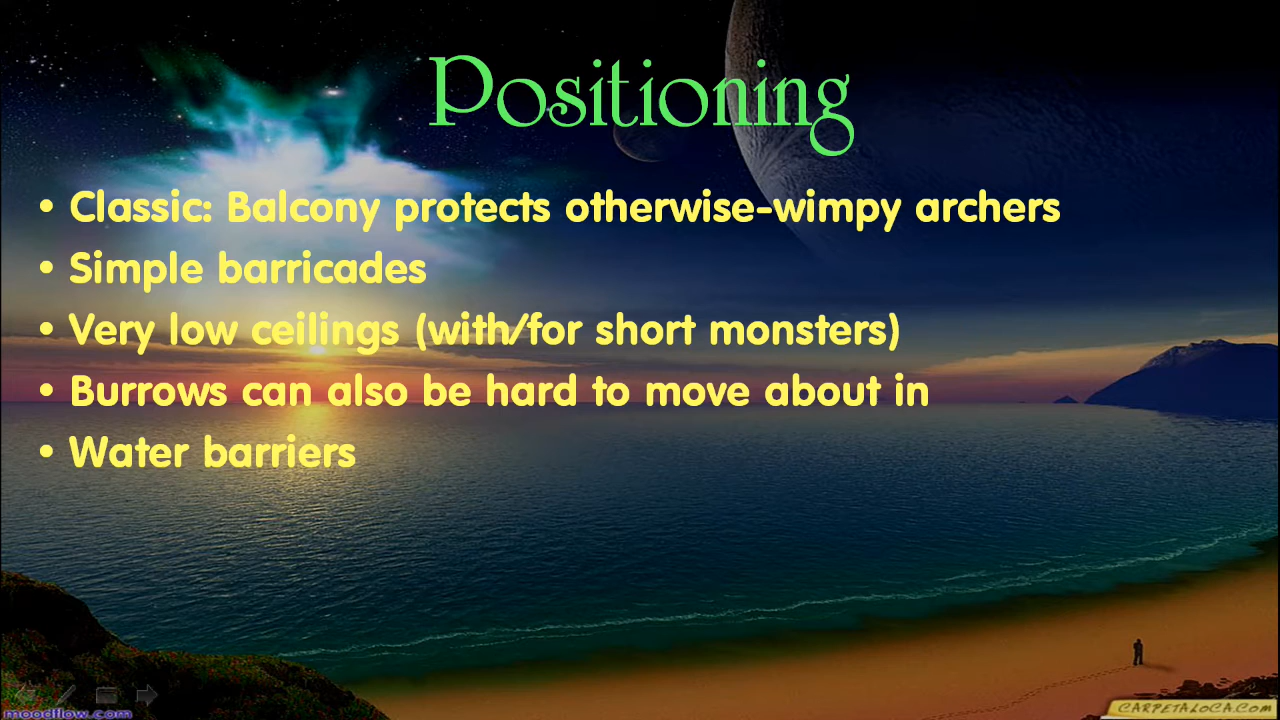 Positioning
• Classic: Balcony protects otherwise-wimpy archers
• Simple barricades
• Very low ceilings (with/for short monsters)
• Burrows can also be hard to move about in
• Water barriers
moodflow.com
CARPETALOCA.COM